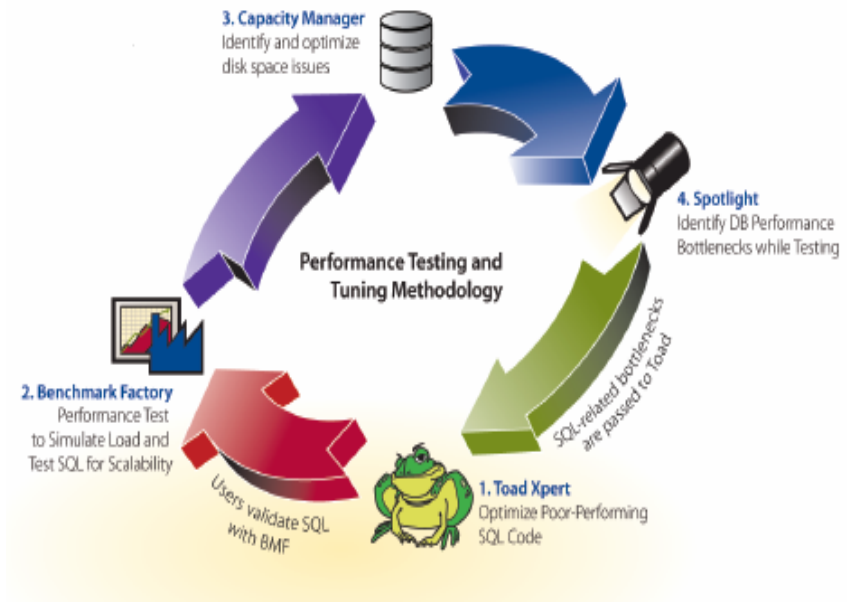 3. Capacity Manager
Identify and optimize
disk space issues
4. Spotlight
Identify DB Performance
Bottlenecks while Testing
Performance Testing and
Tuning Methodology
SQL-related bottlenecks
are passed to Toad
2. Benchmark Factory
Performance Test
to Simulate Load and
Test SQL for Scalability
Users validate SQL
with BMF
1. Toad Xpert
Optimize Poor-Performing
SQL Code